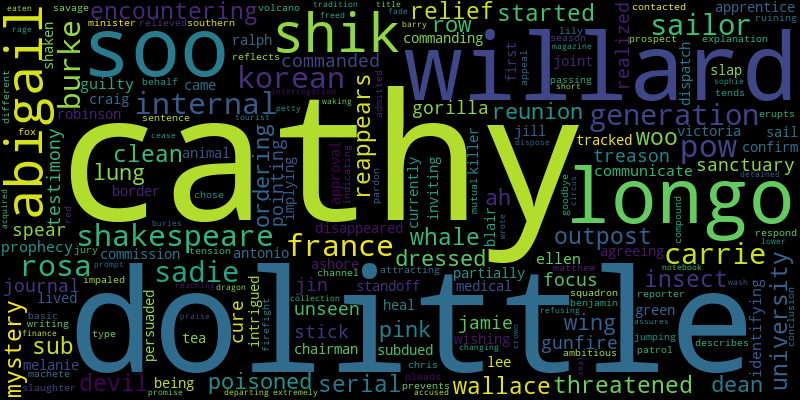 cathy
dolittle
willard
soo
shik
longo
abigail
encountering
relief
started
sailor
row
commanding
burke
korean
commanded
internal
generation
pow
realized
joint
dispatch
slap
apprentice
ruining
prospect
explanation
contacted
minister
relieved
southern
tradition
freed
title
fade
barry
lily
season
magazine
passing
short
first
appeal
sophie
tends
erupts
volcano
savage
eaten
rage
shaken
different
fox
ralph
reflects
behalf
came
petty
interrogation
waking
admitted
guilty
craig
robinson
sentence
cease
tourist
testimony
clean
animal
lung
border
chose
ordering
pointing
implying
approval
indicating
pardon
reappears
gorilla
reunion
currently
inviting
mutual
killer
jill
dispose
tracked
woo
victoria
sail
confirm
treason
communicate
sanctuary
detained
goodbye
circus
compound
respond
lower
ah
blair
wrote
outpost
agreeing
carrie
insect
acquired
spear
red
buries
tension
disappeared
shakespeare
france
whale
prophecy
jury
commission
antonio
ashore
channel
dressed
partially
ellen
matthew
focus
notebook
wash
rosa
sadie
prompt
impaled
reaching
dragon
attracting
jin
standoff
medical
heal
unseen
collection
squadron
benjamin
reporter
green
assures
jumping
patrol
describes
identifying
university
conclusion
journal
lived
basic
writing
finance
mystery
sub
type
persuaded
tea
praise
cure
intrigued
firefight
stick
pink
jamie
wishing
changing
crown
refusing
wing
gunfire
ambitious
chairman
subdued
chris
pleads
lee
melanie
machete
slaughter
devil
being
promise
poisoned
departing
extremely
serial
prevents
accused
wallace
threatened
dean